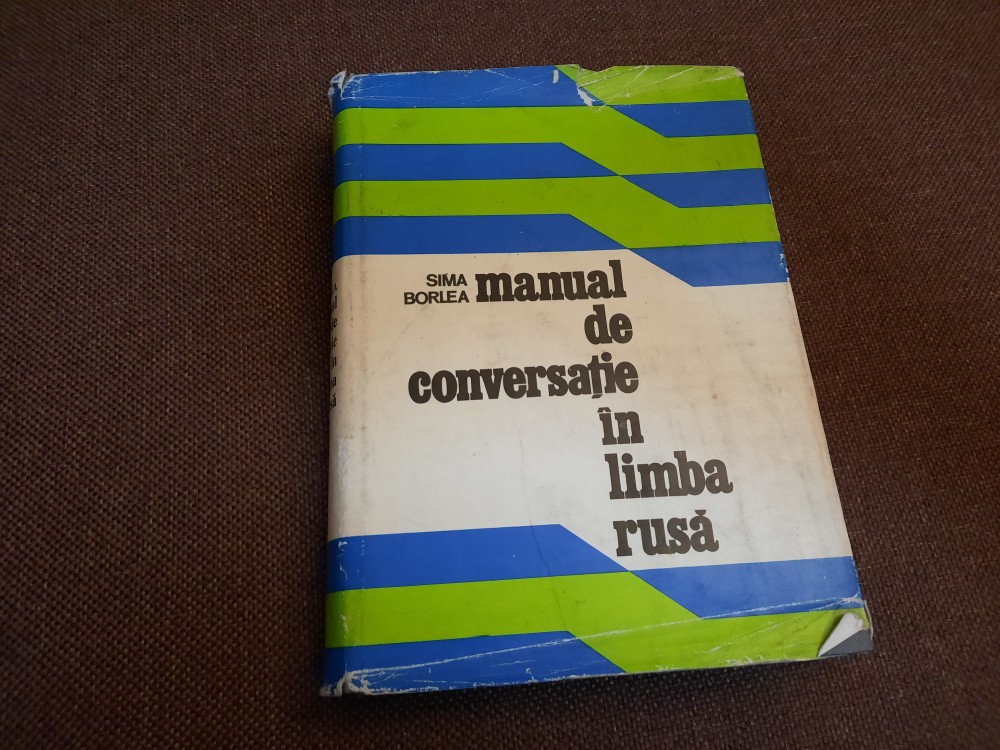 SIMA
BORLEA
manual
de
conversație
în
limba
rusă